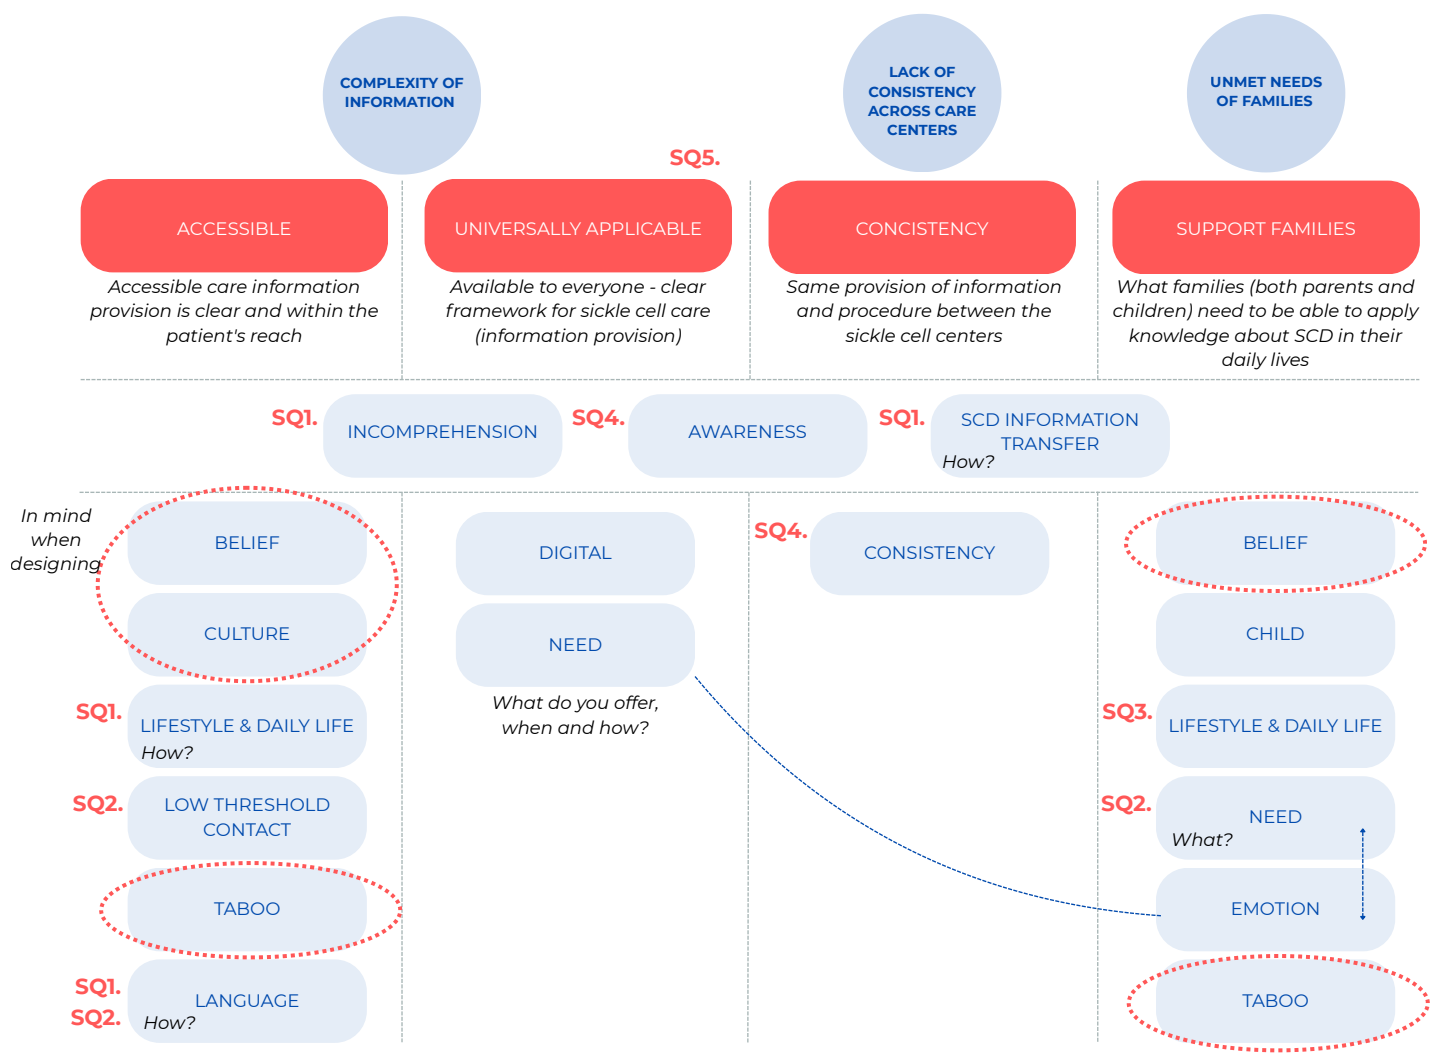 COMPLEXITY OF
INFORMATION
LACK OF
CONSISTENCY
ACROSS CARE
CENTERS
UNMET NEEDS
OF FAMILIES
SQ5.
ACCESSIBLE
UNIVERSALLY APPLICABLE
CONCISTENCY
SUPPORT FAMILIES
Accessible care information
provision is clear and within the
patient's reach
Available to everyone - clear
framework for sickle cell care
(information provision)
Same provision of information
and procedure between the
sickle cell centers
What families (both parents and
children) need to be able to apply
knowledge about SCD in their
daily lives
SQ1.
INCOMPREHENSION
SQ4.
AWARENESS
SQ1.
SCD INFORMATION
TRANSFER
How?
In mind
when
designing
BELIEF
CULTURE
SQ1.
LIFESTYLE & DAILY LIFE
How?
SQ2.
LOW THRESHOLD
CONTACT
TABOO
SQ1.
SQ2.
LANGUAGE
How?
DIGITAL
NEED
What do you offer,
when and how?
SQ4.
CONSISTENCY
BELIEF
CHILD
SQ3.
LIFESTYLE & DAILY LIFE
SQ2.
NEED
What?
EMOTION
TABOO